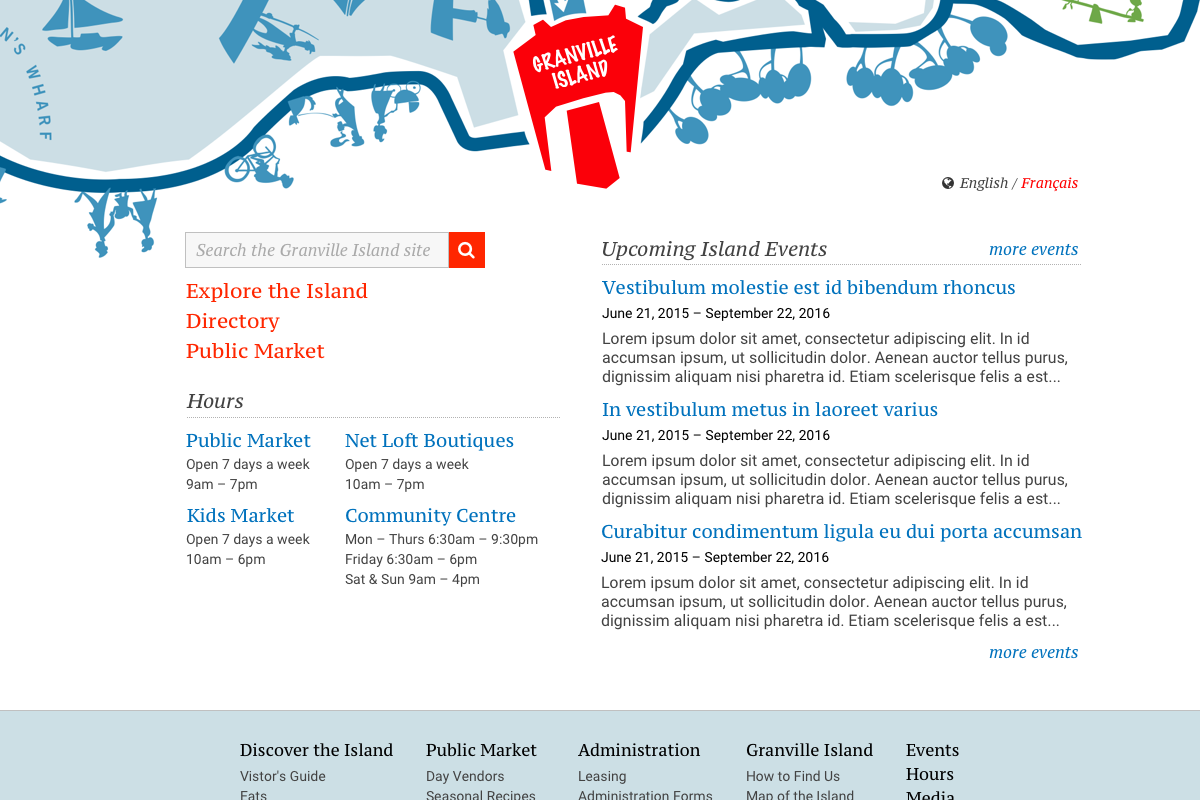 N'S WHARF
GRANVILLE
ISLAND
English / Français
Search the Granville Island site
Explore the Island
Directory
Public Market
Hours
Public Market
Open 7 days a week
9am – 7pm
Net Loft Boutiques
Open 7 days a week
10am – 7pm
Kids Market
Open 7 days a week
10am – 6pm
Community Centre
Mon – Thurs 6:30am – 9:30pm
Friday 6:30am – 6pm
Sat & Sun 9am – 4pm
Upcoming Island Events
more events
Vestibulum molestie est id bibendum rhoncus
June 21, 2015 – September 22, 2016
Lorem ipsum dolor sit amet, consectetur adipiscing elit. In id
accumsan ipsum, ut sollicitudin dolor. Aenean auctor tellus purus,
dignissim aliquam nisi pharetra id. Etiam scelerisque felis a est...
In vestibulum metus in laoreet varius
June 21, 2015 – September 22, 2016
Lorem ipsum dolor sit amet, consectetur adipiscing elit. In id
accumsan ipsum, ut sollicitudin dolor. Aenean auctor tellus purus,
dignissim aliquam nisi pharetra id. Etiam scelerisque felis a est...
Curabitur condimentum ligula eu dui porta accumsan
June 21, 2015 – September 22, 2016
Lorem ipsum dolor sit amet, consectetur adipiscing elit. In id
accumsan ipsum, ut sollicitudin dolor. Aenean auctor tellus purus,
dignissim aliquam nisi pharetra id. Etiam scelerisque felis a est...
more events
Discover the Island
Vistor's Guide
Eats
Public Market
Day Vendors
Seasonal Recipes
Administration
Leasing
Administration Forms
Granville Island
How to Find Us
Map of the Island
Events
Hours
Media